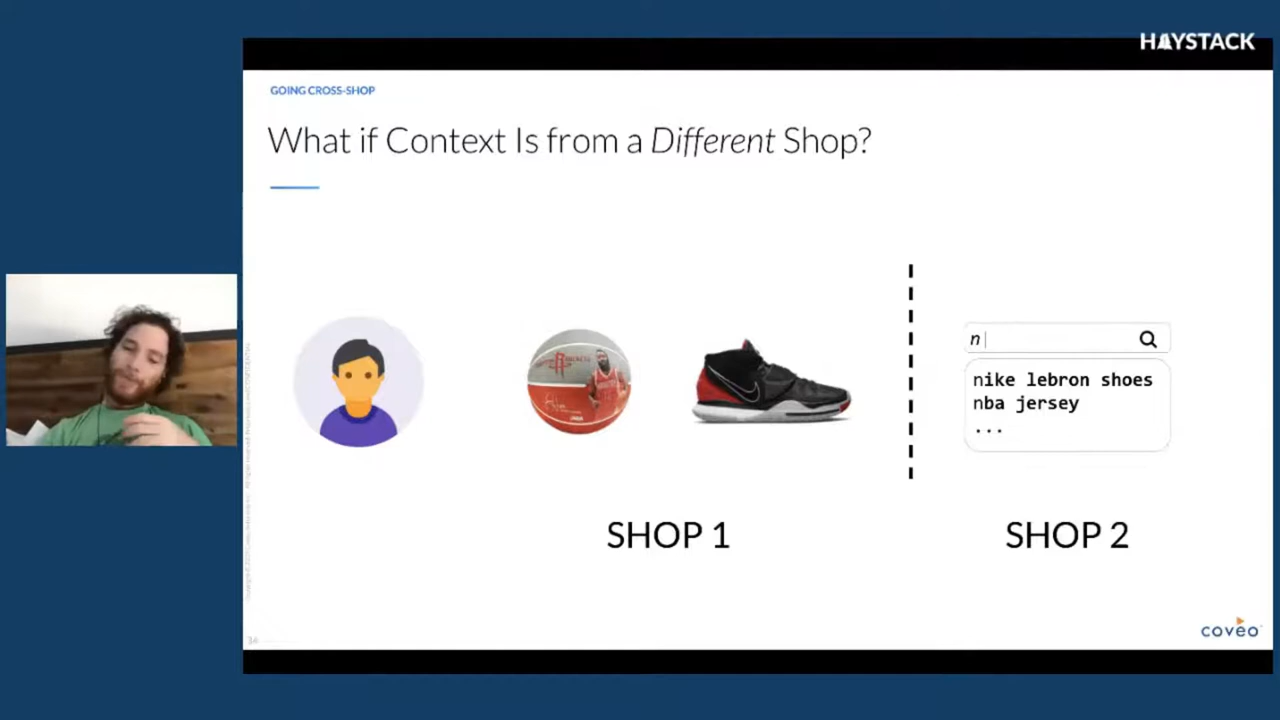 HAYSTACK
GOING CROSS-SHOP
What if Context Is from a Different Shop?
ROCKETS
n
nike lebron shoes
nba jersey
...
SHOP 1
SHOP 2
coveo